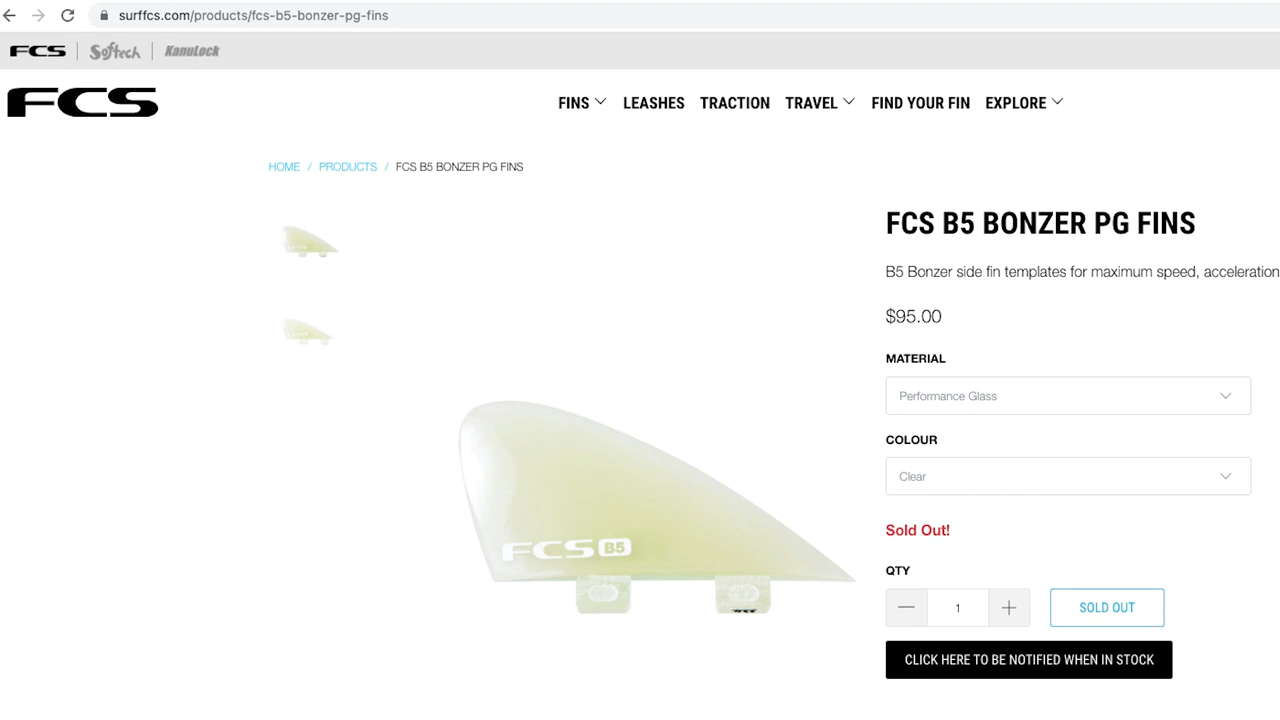 surffcs.com/products/fcs-b5-bonzer-pg-fins
FCS Softech KanuLock
FCS
FINS LEASHES TRACTION TRAVEL FIND YOUR FIN EXPLORE
HOME / PRODUCTS / FCS B5 BONZER PG FINS
FCS B5 BONZER PG FINS
B5 Bonzer side fin templates for maximum speed, acceleration
$95.00
MATERIAL
Performance Glass
COLOUR
Clear
FCS B5
Sold Out!
QTY
1
SOLD OUT
CLICK HERE TO BE NOTIFIED WHEN IN STOCK